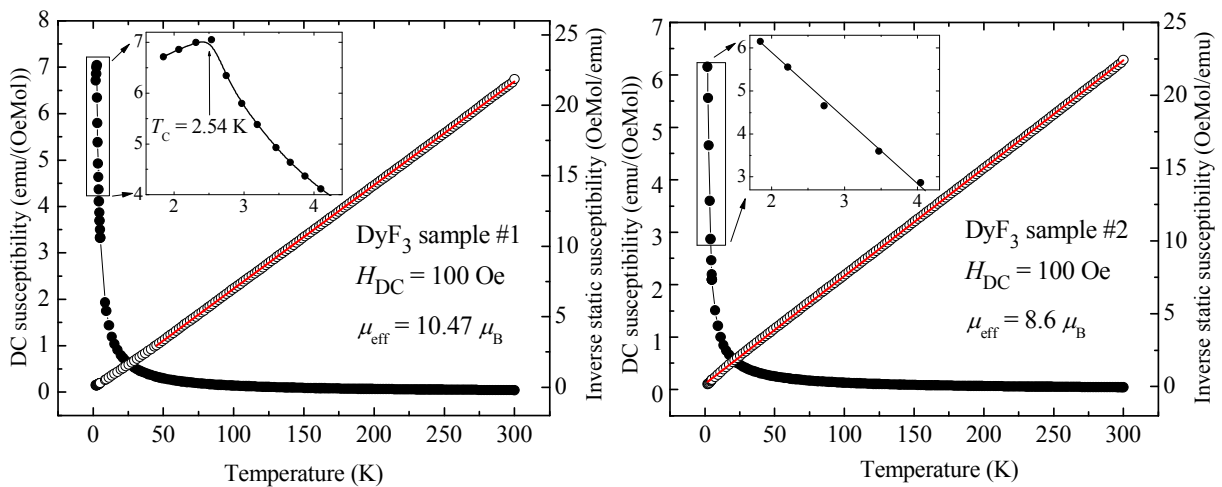 DC susceptibility (emu/(OeMol))
7
6
5
4
3
2
1
0
7
6
5
4
2 3 4
T_C = 2.54 K
DyF3 sample #1
H_DC = 100 Oe
μ_eff = 10.47 μ_B
25
20
15
10
5
0
Inverse static susceptibility (OeMol/emu)
0 50 100 150 200 250 300
Temperature (K)
DC susceptibility (emu/(OeMol))
7
6
5
4
3
2
1
0
6
5
4
3
2 3 4
DyF3 sample #2
H_DC = 100 Oe
μ_eff = 8.6 μ_B
25
20
15
10
5
0
Inverse static susceptibility (OeMol/emu)
0 50 100 150 200 250 300
Temperature (K)